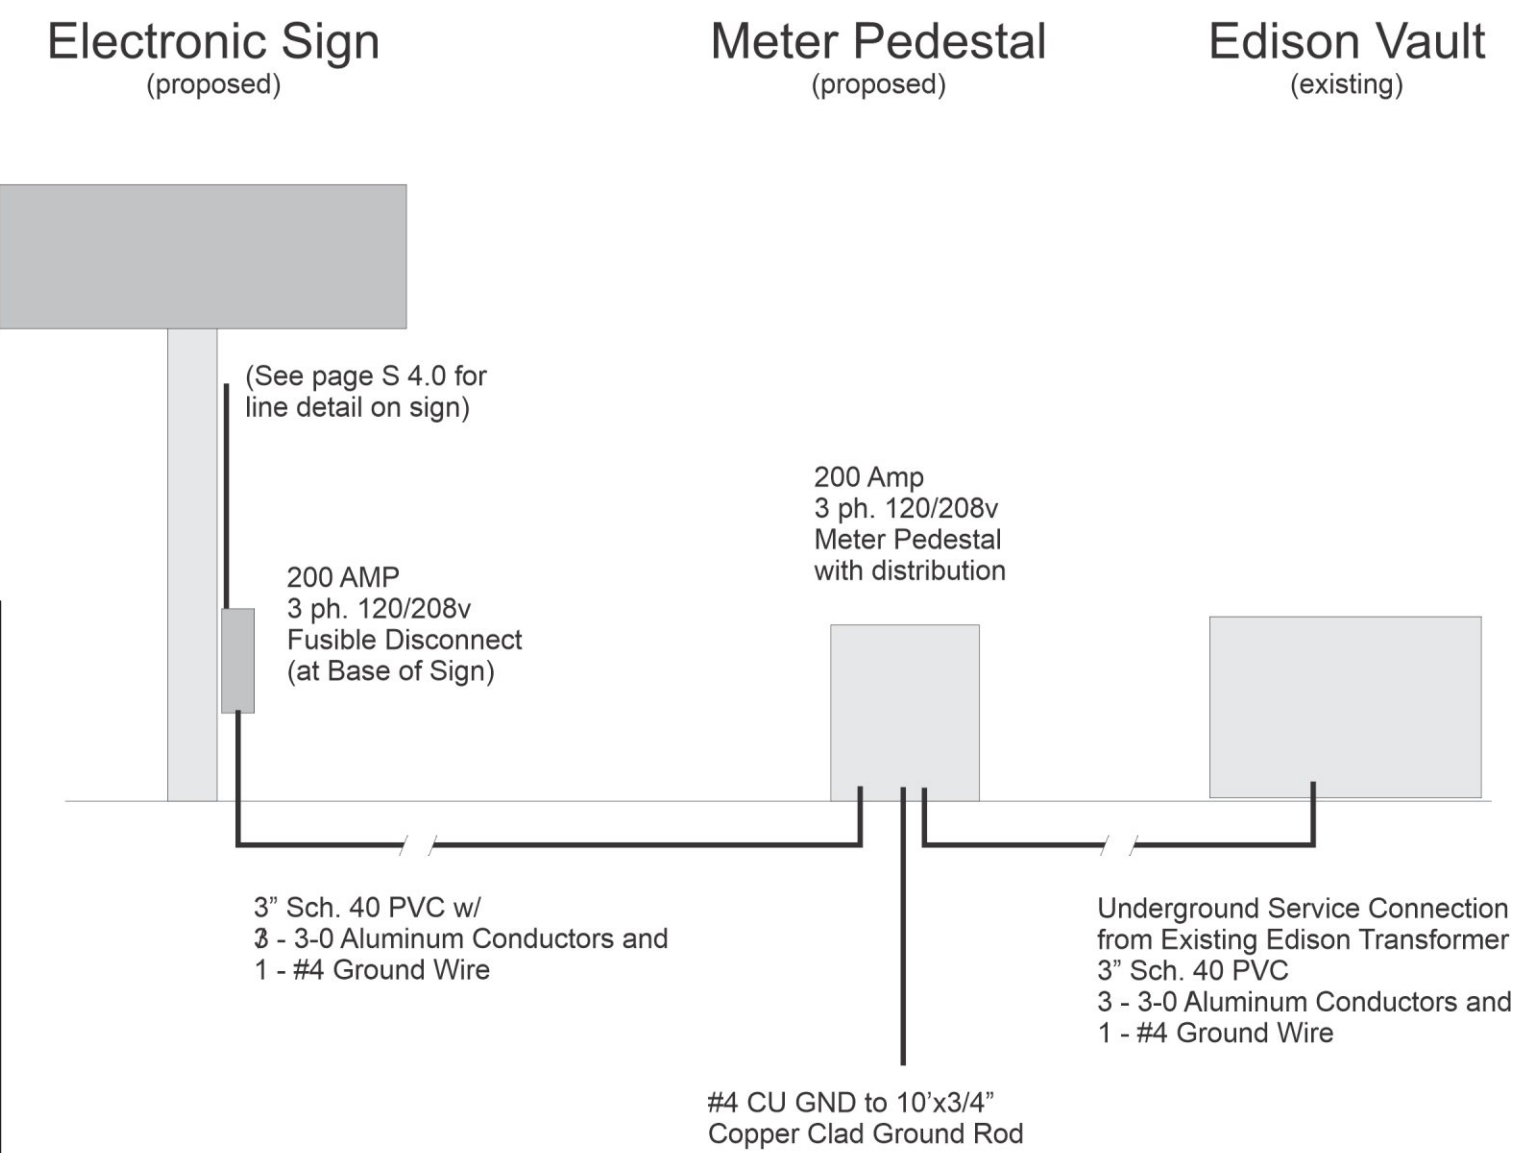 Electronic Sign
(proposed)
Meter Pedestal
(proposed)
Edison Vault
(existing)
(See page S 4.0 for
line detail on sign)
200 Amp
3 ph. 120/208v
Meter Pedestal
with distribution
200 AMP
3 ph. 120/208v
Fusible Disconnect
(at Base of Sign)
3” Sch. 40 PVC w/
3 - 3-0 Aluminum Conductors and
1 - #4 Ground Wire
Underground Service Connection
from Existing Edison Transformer
3” Sch. 40 PVC
3 - 3-0 Aluminum Conductors and
1 - #4 Ground Wire
#4 CU GND to 10’x3/4”
Copper Clad Ground Rod